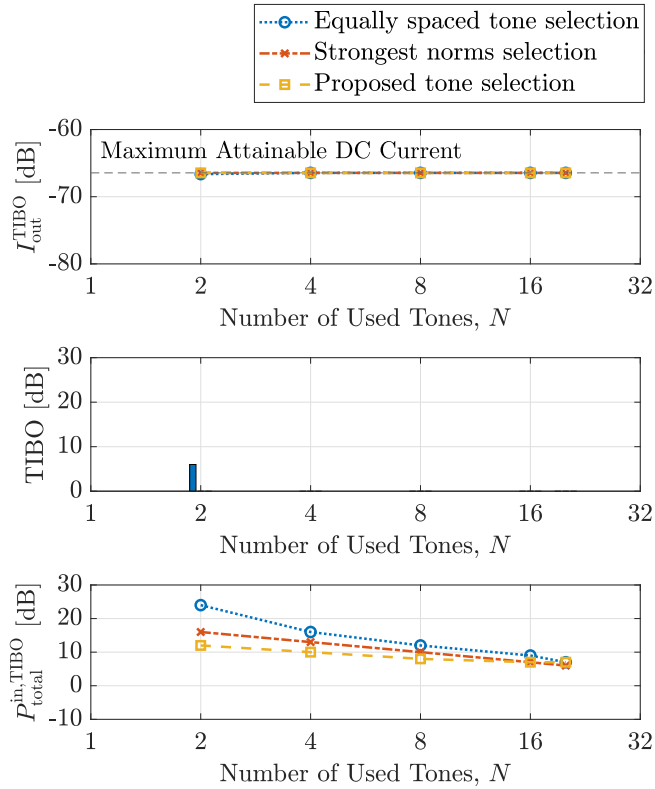 Equally spaced tone selection
Strongest norms selection
Proposed tone selection
-60
-70
-80
I_out^TIBO [dB]
Maximum Attainable DC Current
1 2 4 8 16 32
Number of Used Tones, N
30
20
10
0
TIBO [dB]
1 2 4 8 16 32
Number of Used Tones, N
30
20
10
0
-10
P_total^in,TIBO [dB]
1 2 4 8 16 32
Number of Used Tones, N